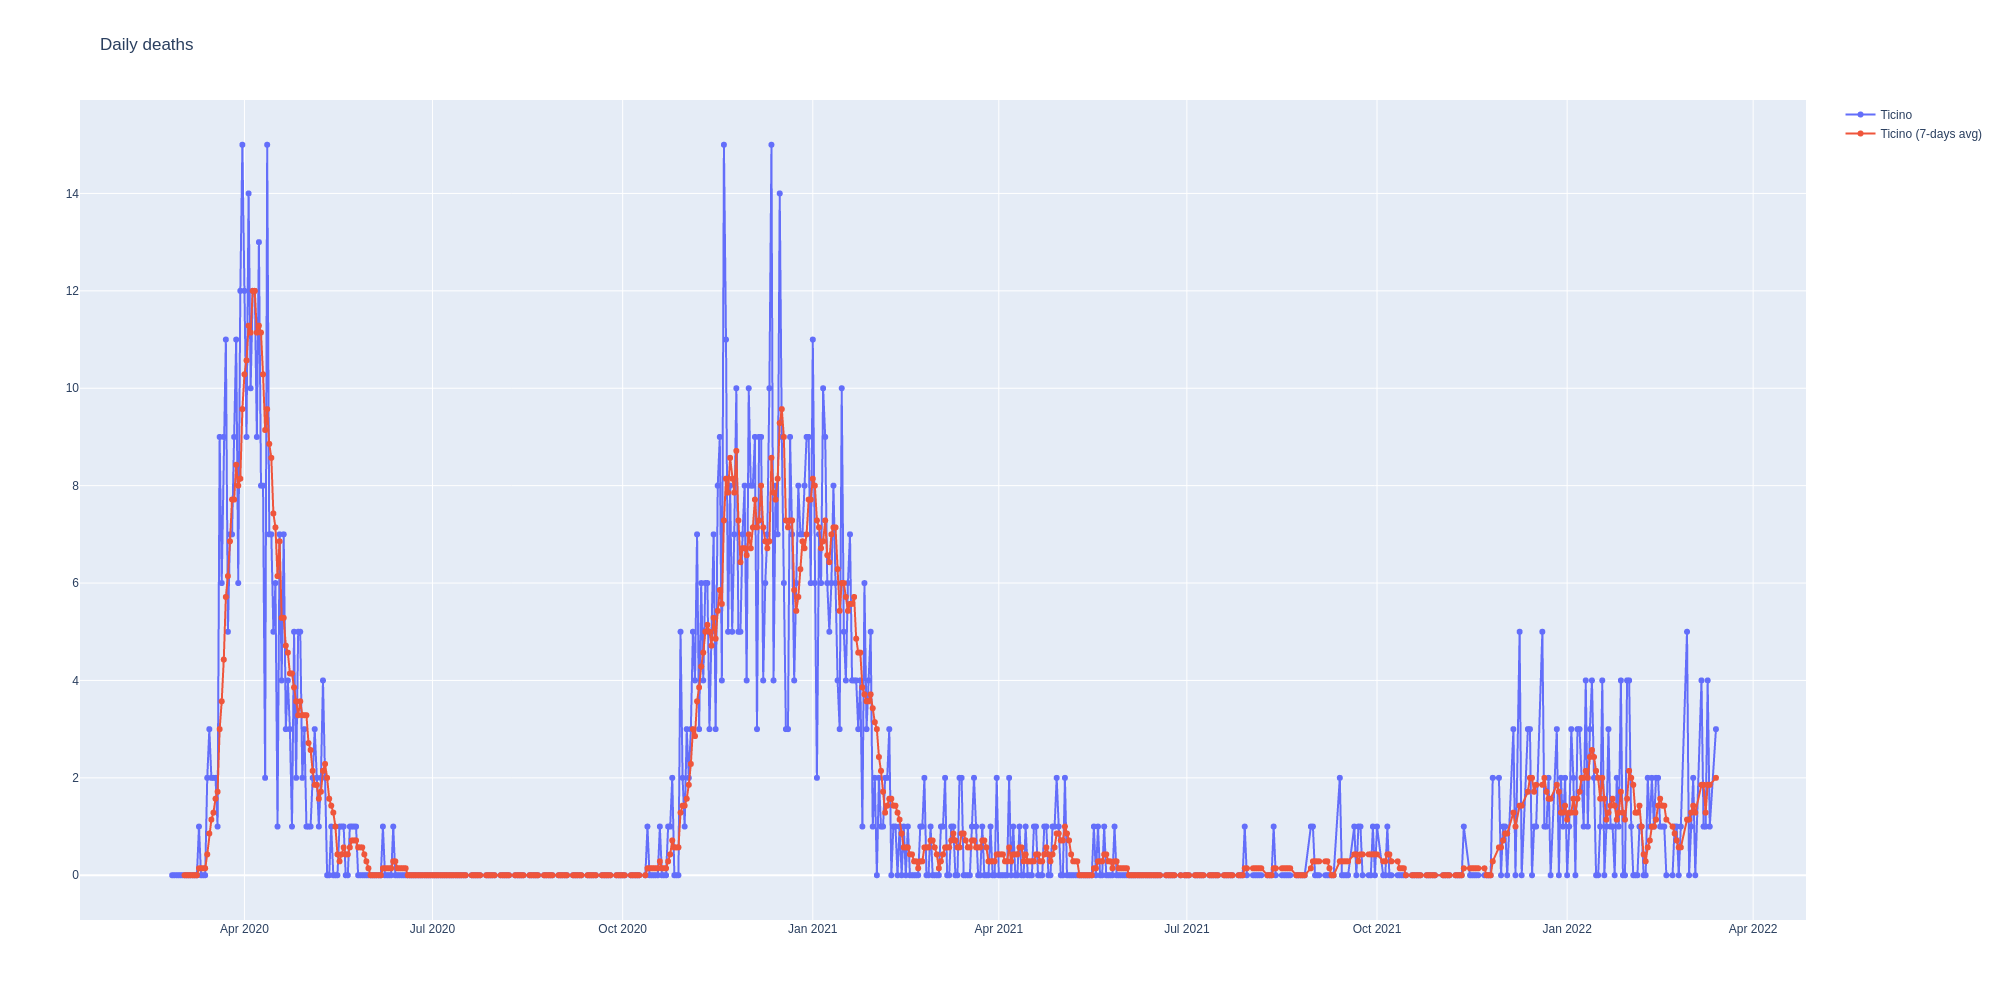 Daily deaths
Ticino
Ticino (7-days avg)
14
12
10
8
6
4
2
0
Apr 2020
Jul 2020
Oct 2020
Jan 2021
Apr 2021
Jul 2021
Oct 2021
Jan 2022
Apr 2022